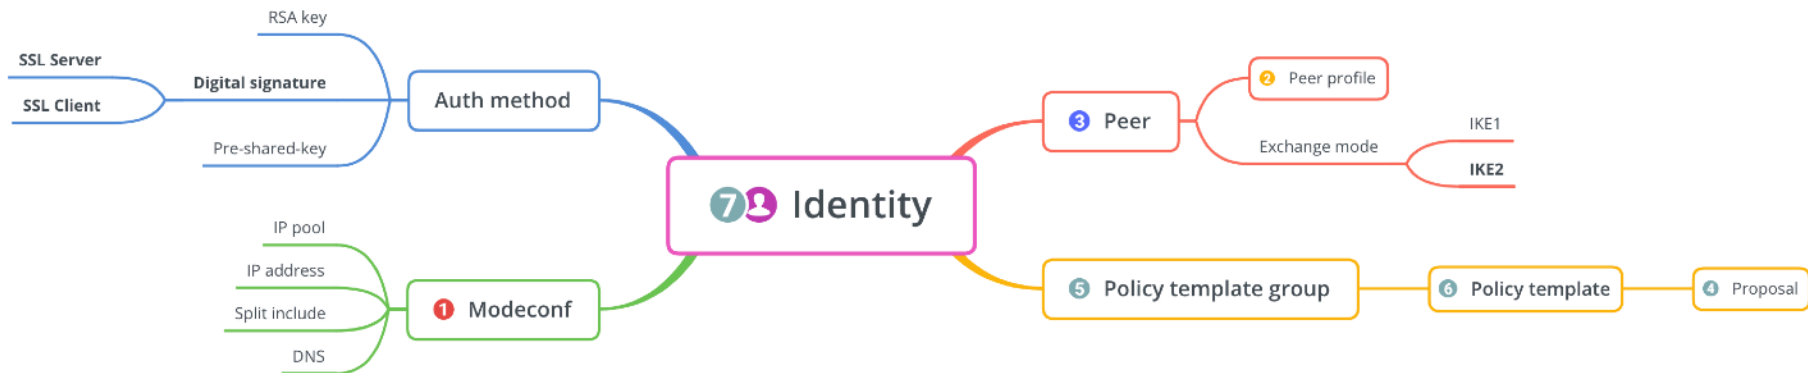 RSA key
SSL Server
Digital signature
SSL Client
Auth method
Pre-shared-key
IP pool
IP address
Split include
DNS
1 Modeconf
7 Identity
3 Peer
2 Peer profile
Exchange mode
IKE1
IKE2
5 Policy template group
6 Policy template
4 Proposal